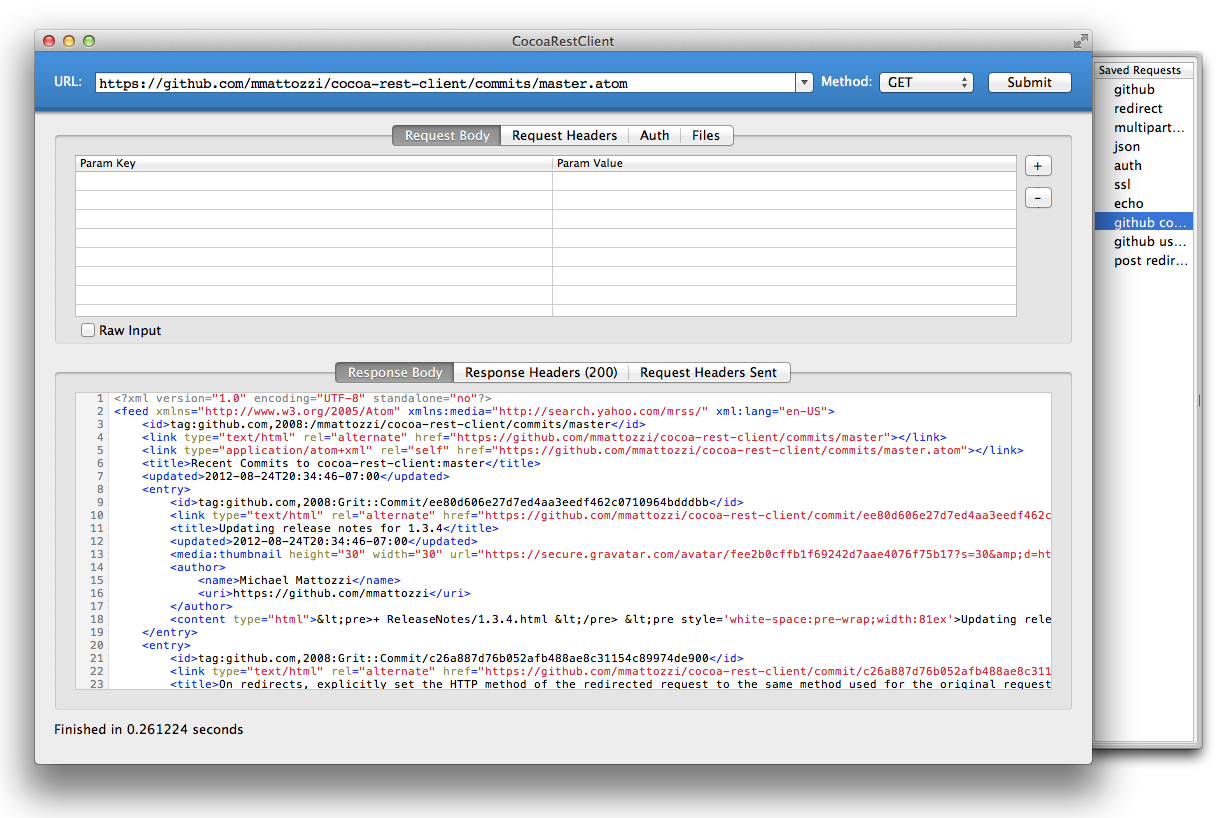 CocoaRestClient
URL: https://github.com/mmattozzi/cocoa-rest-client/commits/master.atom Method: GET Submit
Request Body Request Headers Auth Files
Param Key Param Value
+
-
Raw Input
Response Body Response Headers (200) Request Headers Sent
1 <?xml version="1.0" encoding="UTF-8" standalone="no"?>
2 <feed xmlns="http://www.w3.org/2005/Atom" xmlns:media="http://search.yahoo.com/mrss/" xml:lang="en-US">
3 <id>tag:github.com,2008:/mmattozzi/cocoa-rest-client/commits/master</id>
4 <link type="text/html" rel="alternate" href="https://github.com/mmattozzi/cocoa-rest-client/commits/master"></link>
5 <link type="application/atom+xml" rel="self" href="https://github.com/mmattozzi/cocoa-rest-client/commits/master.atom"></link>
6 <title>Recent Commits to cocoa-rest-client:master</title>
7 <updated>2012-08-24T20:34:46-07:00</updated>
8 <entry>
9 <id>tag:github.com,2008:Grit::Commit/ee80d606e27d7ed4aa3eedf462c0710964bdddbb</id>
10 <link type="text/html" rel="alternate" href="https://github.com/mmattozzi/cocoa-rest-client/commit/ee80d606e27d7ed4aa3eedf462c
11 <title>Updating release notes for 1.3.4</title>
12 <updated>2012-08-24T20:34:46-07:00</updated>
13 <media:thumbnail height="30" width="30" url="https://secure.gravatar.com/avatar/fee2b0cffb1f69242d7aae4076f75b17?s=30&amp;d=ht
14 <author>
15 <name>Michael Mattozzi</name>
16 <uri>https://github.com/mmattozzi</uri>
17 </author>
18 <content type="html">&lt;pre>+ ReleaseNotes/1.3.4.html &lt;/pre> &lt;pre style='white-space:pre-wrap;width:81ex'>Updating rele
19 </entry>
20 <entry>
21 <id>tag:github.com,2008:Grit::Commit/c26a887d76b052afb488ae8c31154c89974de900</id>
22 <link type="text/html" rel="alternate" href="https://github.com/mmattozzi/cocoa-rest-client/commit/c26a887d76b052afb488ae8c311
23 <title>On redirects, explicitly set the HTTP method of the redirected request to the same method used for the original request
Finished in 0.261224 seconds
Saved Requests
github
redirect
multipart...
json
auth
ssl
echo
github co...
github us...
post redir...